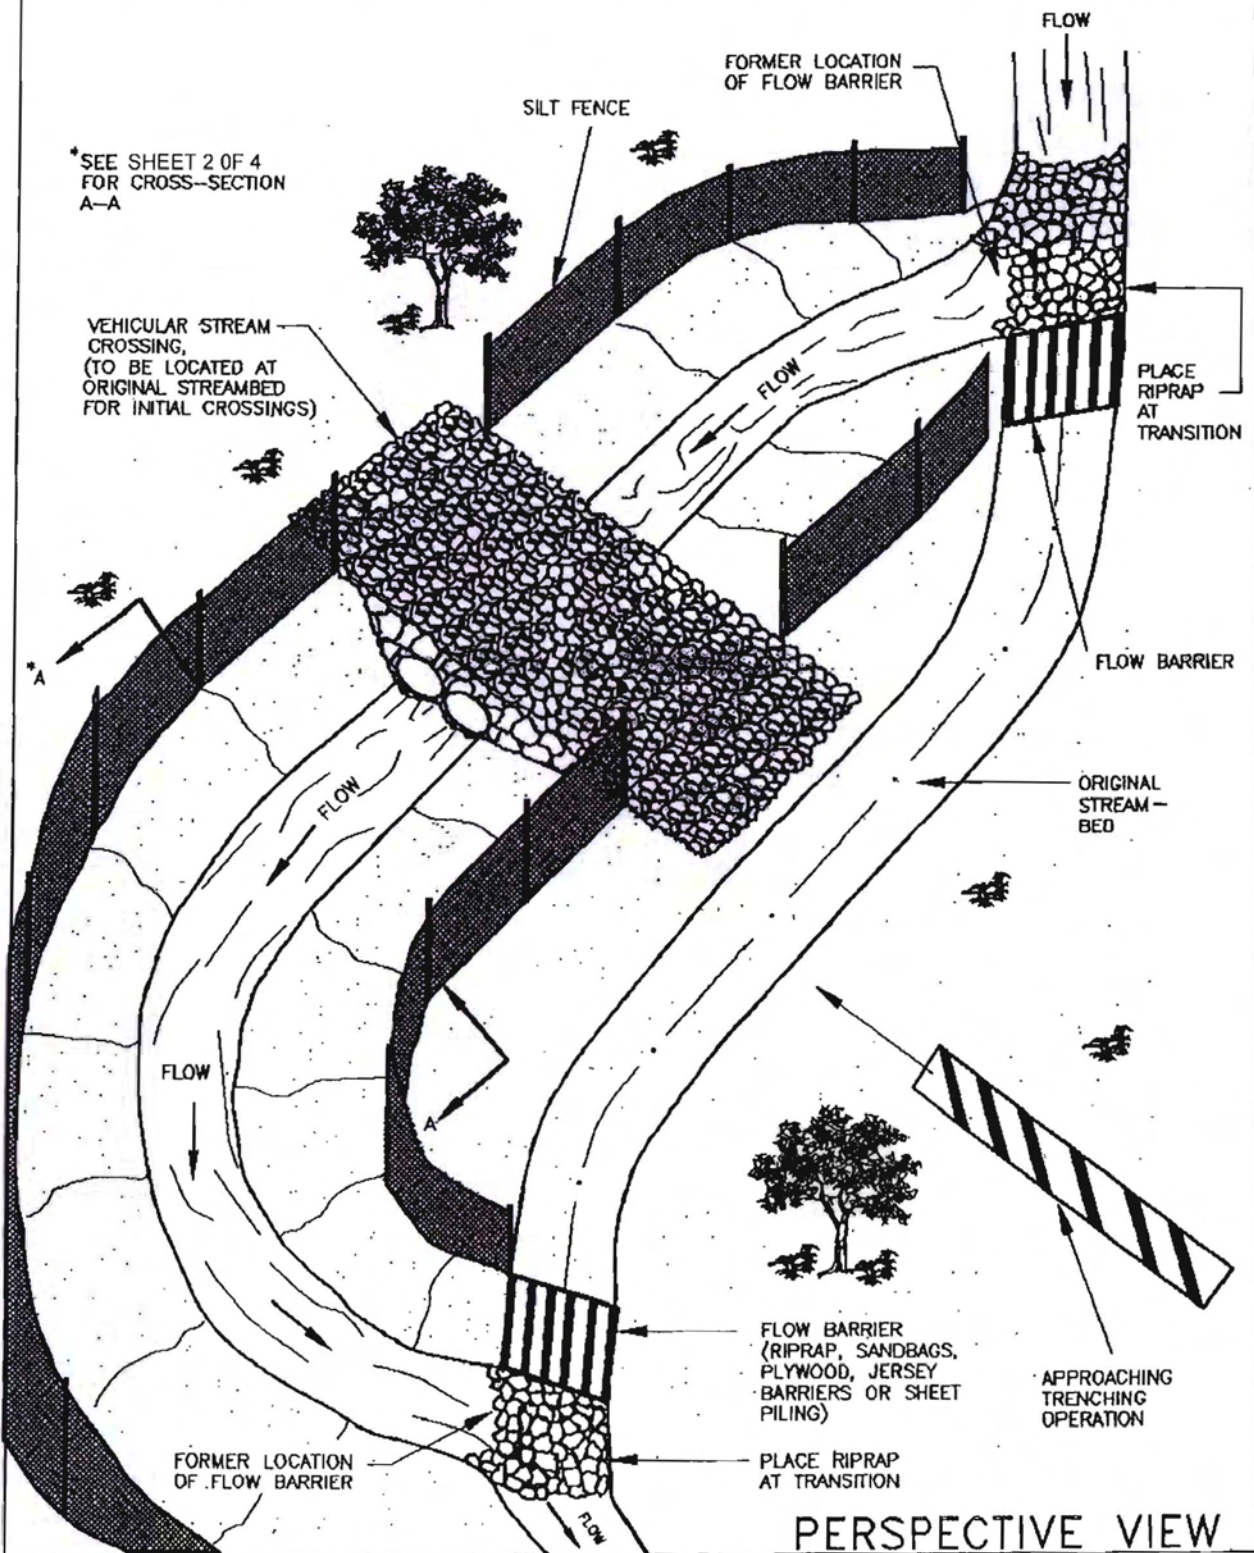 FLOW
FORMER LOCATION
OF FLOW BARRIER
SILT FENCE
*SEE SHEET 2 OF 4
FOR CROSS-SECTION
A-A
VEHICULAR STREAM
CROSSING,
(TO BE LOCATED AT
ORIGINAL STREAMBED
FOR INITIAL CROSSINGS)
FLOW
PLACE
RIPRAP
AT
TRANSITION
*A
FLOW BARRIER
FLOW
ORIGINAL
STREAM-
BED
FLOW
A
FLOW BARRIER
(RIPRAP, SANDBAGS,
PLYWOOD, JERSEY
BARRIERS OR SHEET
PILING)
APPROACHING
TRENCHING
OPERATION
FORMER LOCATION
OF FLOW BARRIER
PLACE RIPRAP
AT TRANSITION
FLOW
PERSPECTIVE VIEW